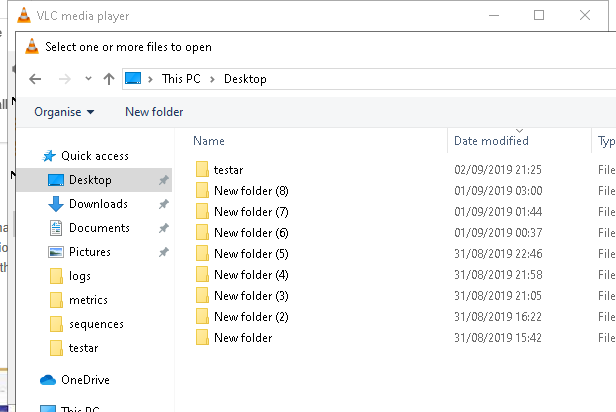 VLC media player
Select one or more files to open
This PC > Desktop
Organise New folder
Name Date modified Typ
Quick access
Desktop
Downloads
Documents
Pictures
logs
metrics
sequences
testar
OneDrive
This PC
testar 02/09/2019 21:25 File
New folder (8) 01/09/2019 03:00 File
New folder (7) 01/09/2019 01:44 File
New folder (6) 01/09/2019 00:37 File
New folder (5) 31/08/2019 22:46 File
New folder (4) 31/08/2019 21:58 File
New folder (3) 31/08/2019 21:05 File
New folder (2) 31/08/2019 16:22 File
New folder 31/08/2019 15:42 File